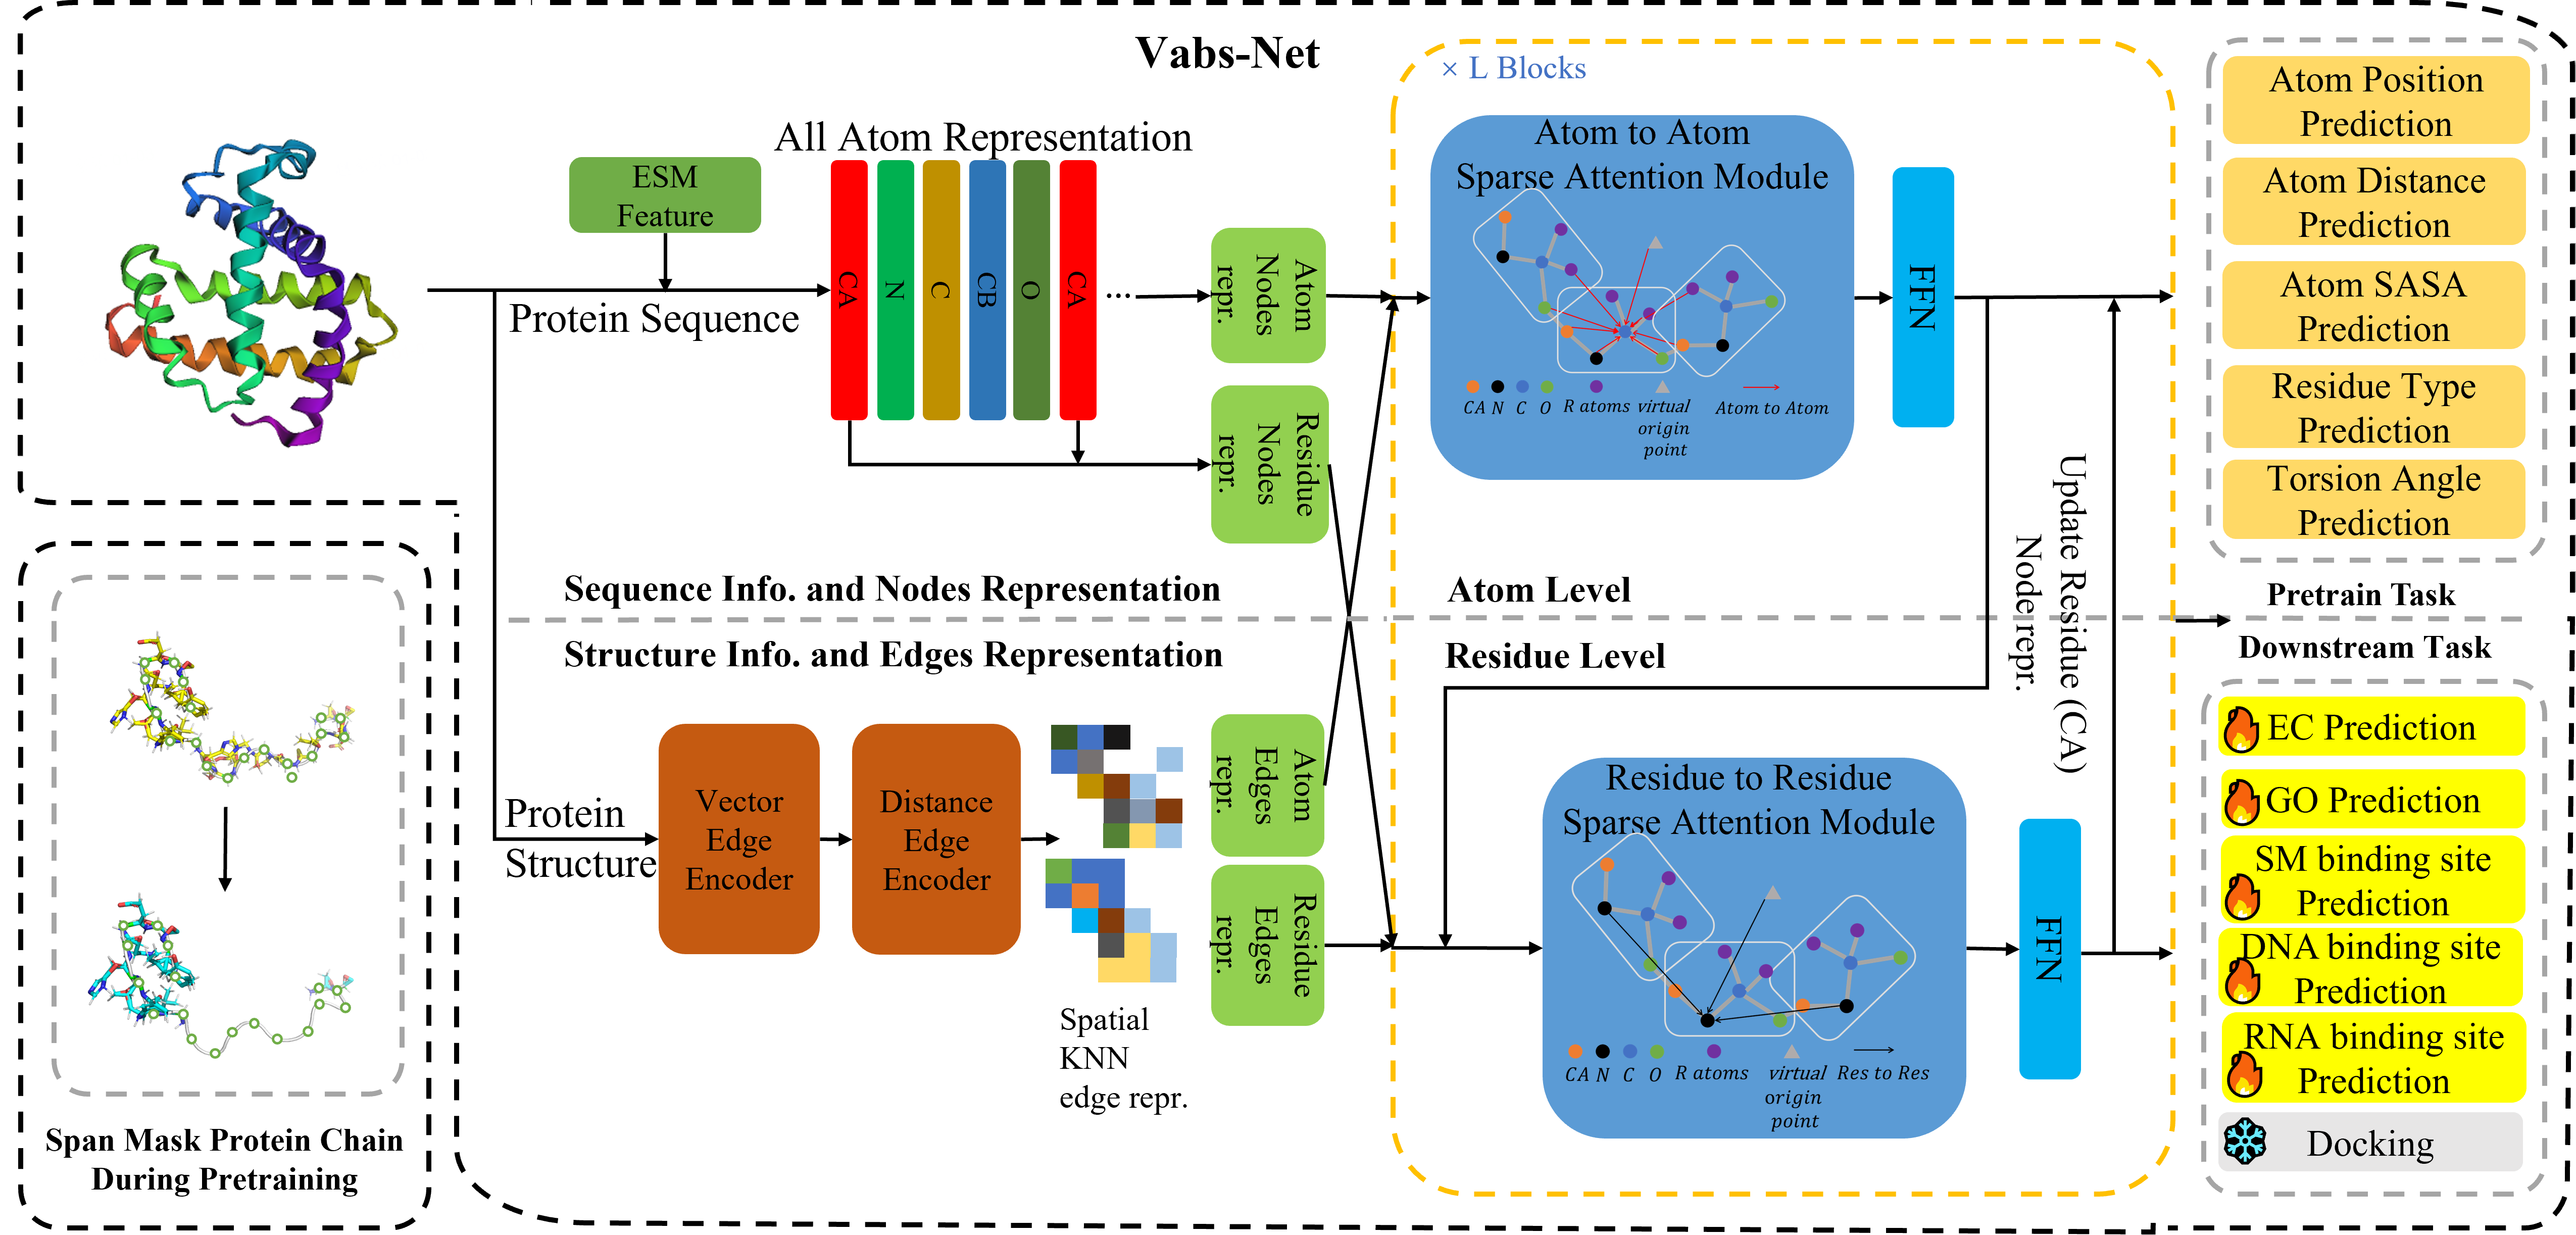 Vabs-Net
All Atom Representation
ESM
Feature
CA
N
C
CB
O
CA
...
Protein Sequence
Atom
Nodes
repr.
Residue
Nodes
repr.
Sequence Info. and Nodes Representation
Structure Info. and Edges Representation
Protein
Structure
Vector
Edge
Encoder
Distance
Edge
Encoder
Spatial
KNN
edge repr.
Atom
Edges
repr.
Residue
Edges
repr.
Span Mask Protein Chain
During Pretraining
× L Blocks
Atom to Atom
Sparse Attention Module
CA N C O R atoms virtual origin point Atom to Atom
FFN
Atom Level
Residue Level
Update Residue (CA)
Node repr.
Residue to Residue
Sparse Attention Module
CA N C O R atoms virtual origin point Res to Res
FFN
Atom Position
Prediction
Atom Distance
Prediction
Atom SASA
Prediction
Residue Type
Prediction
Torsion Angle
Prediction
Pretrain Task
Downstream Task
EC Prediction
GO Prediction
SM binding site
Prediction
DNA binding site
Prediction
RNA binding site
Prediction
Docking